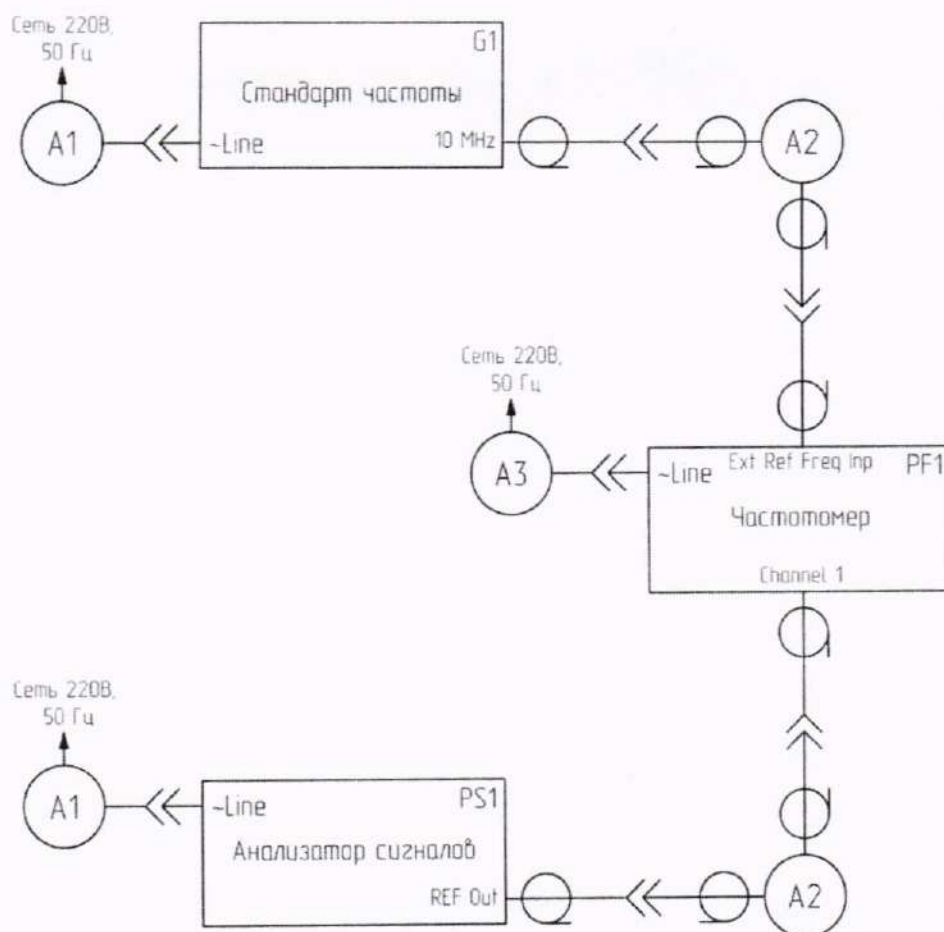 Сеть 220В,
50 Гц
A1
G1
Стандарт частоты
~Line
10 MHz
A2
Сеть 220В,
50 Гц
A3
~Line
Ext Ref Freq Inp
PF1
Частотомер
Channel 1
Сеть 220В,
50 Гц
A1
~Line
PS1
Анализатор сигналов
REF Out
A2